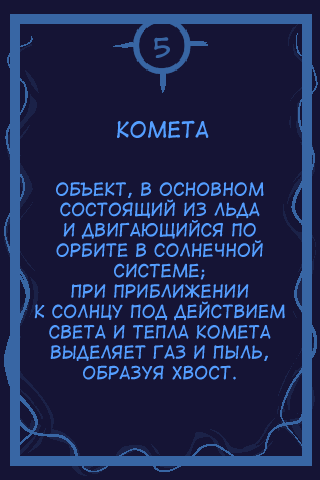 5
КОМЕТА
ОБЪЕКТ, В ОСНОВНОМ
СОСТОЯЩИЙ ИЗ ЛЬДА
И ДВИГАЮЩИЙСЯ ПО
ОРБИТЕ В СОЛНЕЧНОЙ
СИСТЕМЕ;
ПРИ ПРИБЛИЖЕНИИ
К СОЛНЦУ ПОД ДЕЙСТВИЕМ
СВЕТА И ТЕПЛА КОМЕТА
ВЫДЕЛЯЕТ ГАЗ И ПЫЛЬ,
ОБРАЗУЯ ХВОСТ.